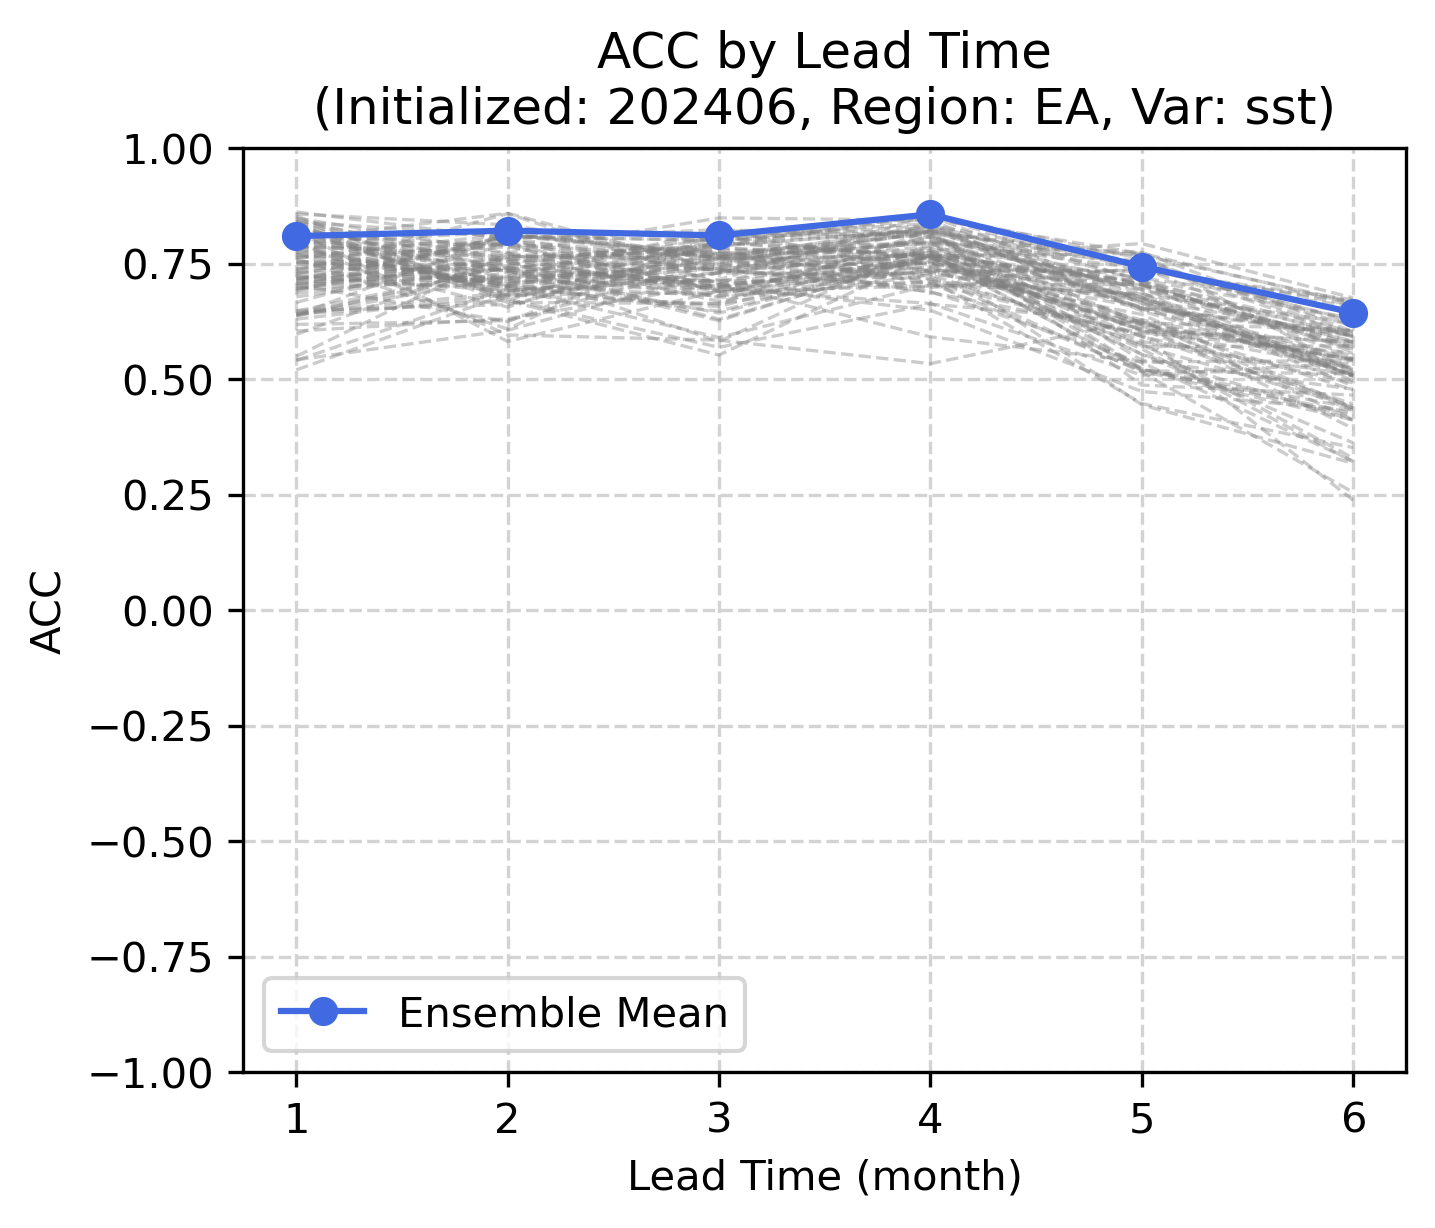 ACC by Lead Time
(Initialized: 202406, Region: EA, Var: sst)
1.00
0.75
0.50
0.25
0.00
−0.25
−0.50
−0.75
−1.00
ACC
Ensemble Mean
1 2 3 4 5 6
Lead Time (month)